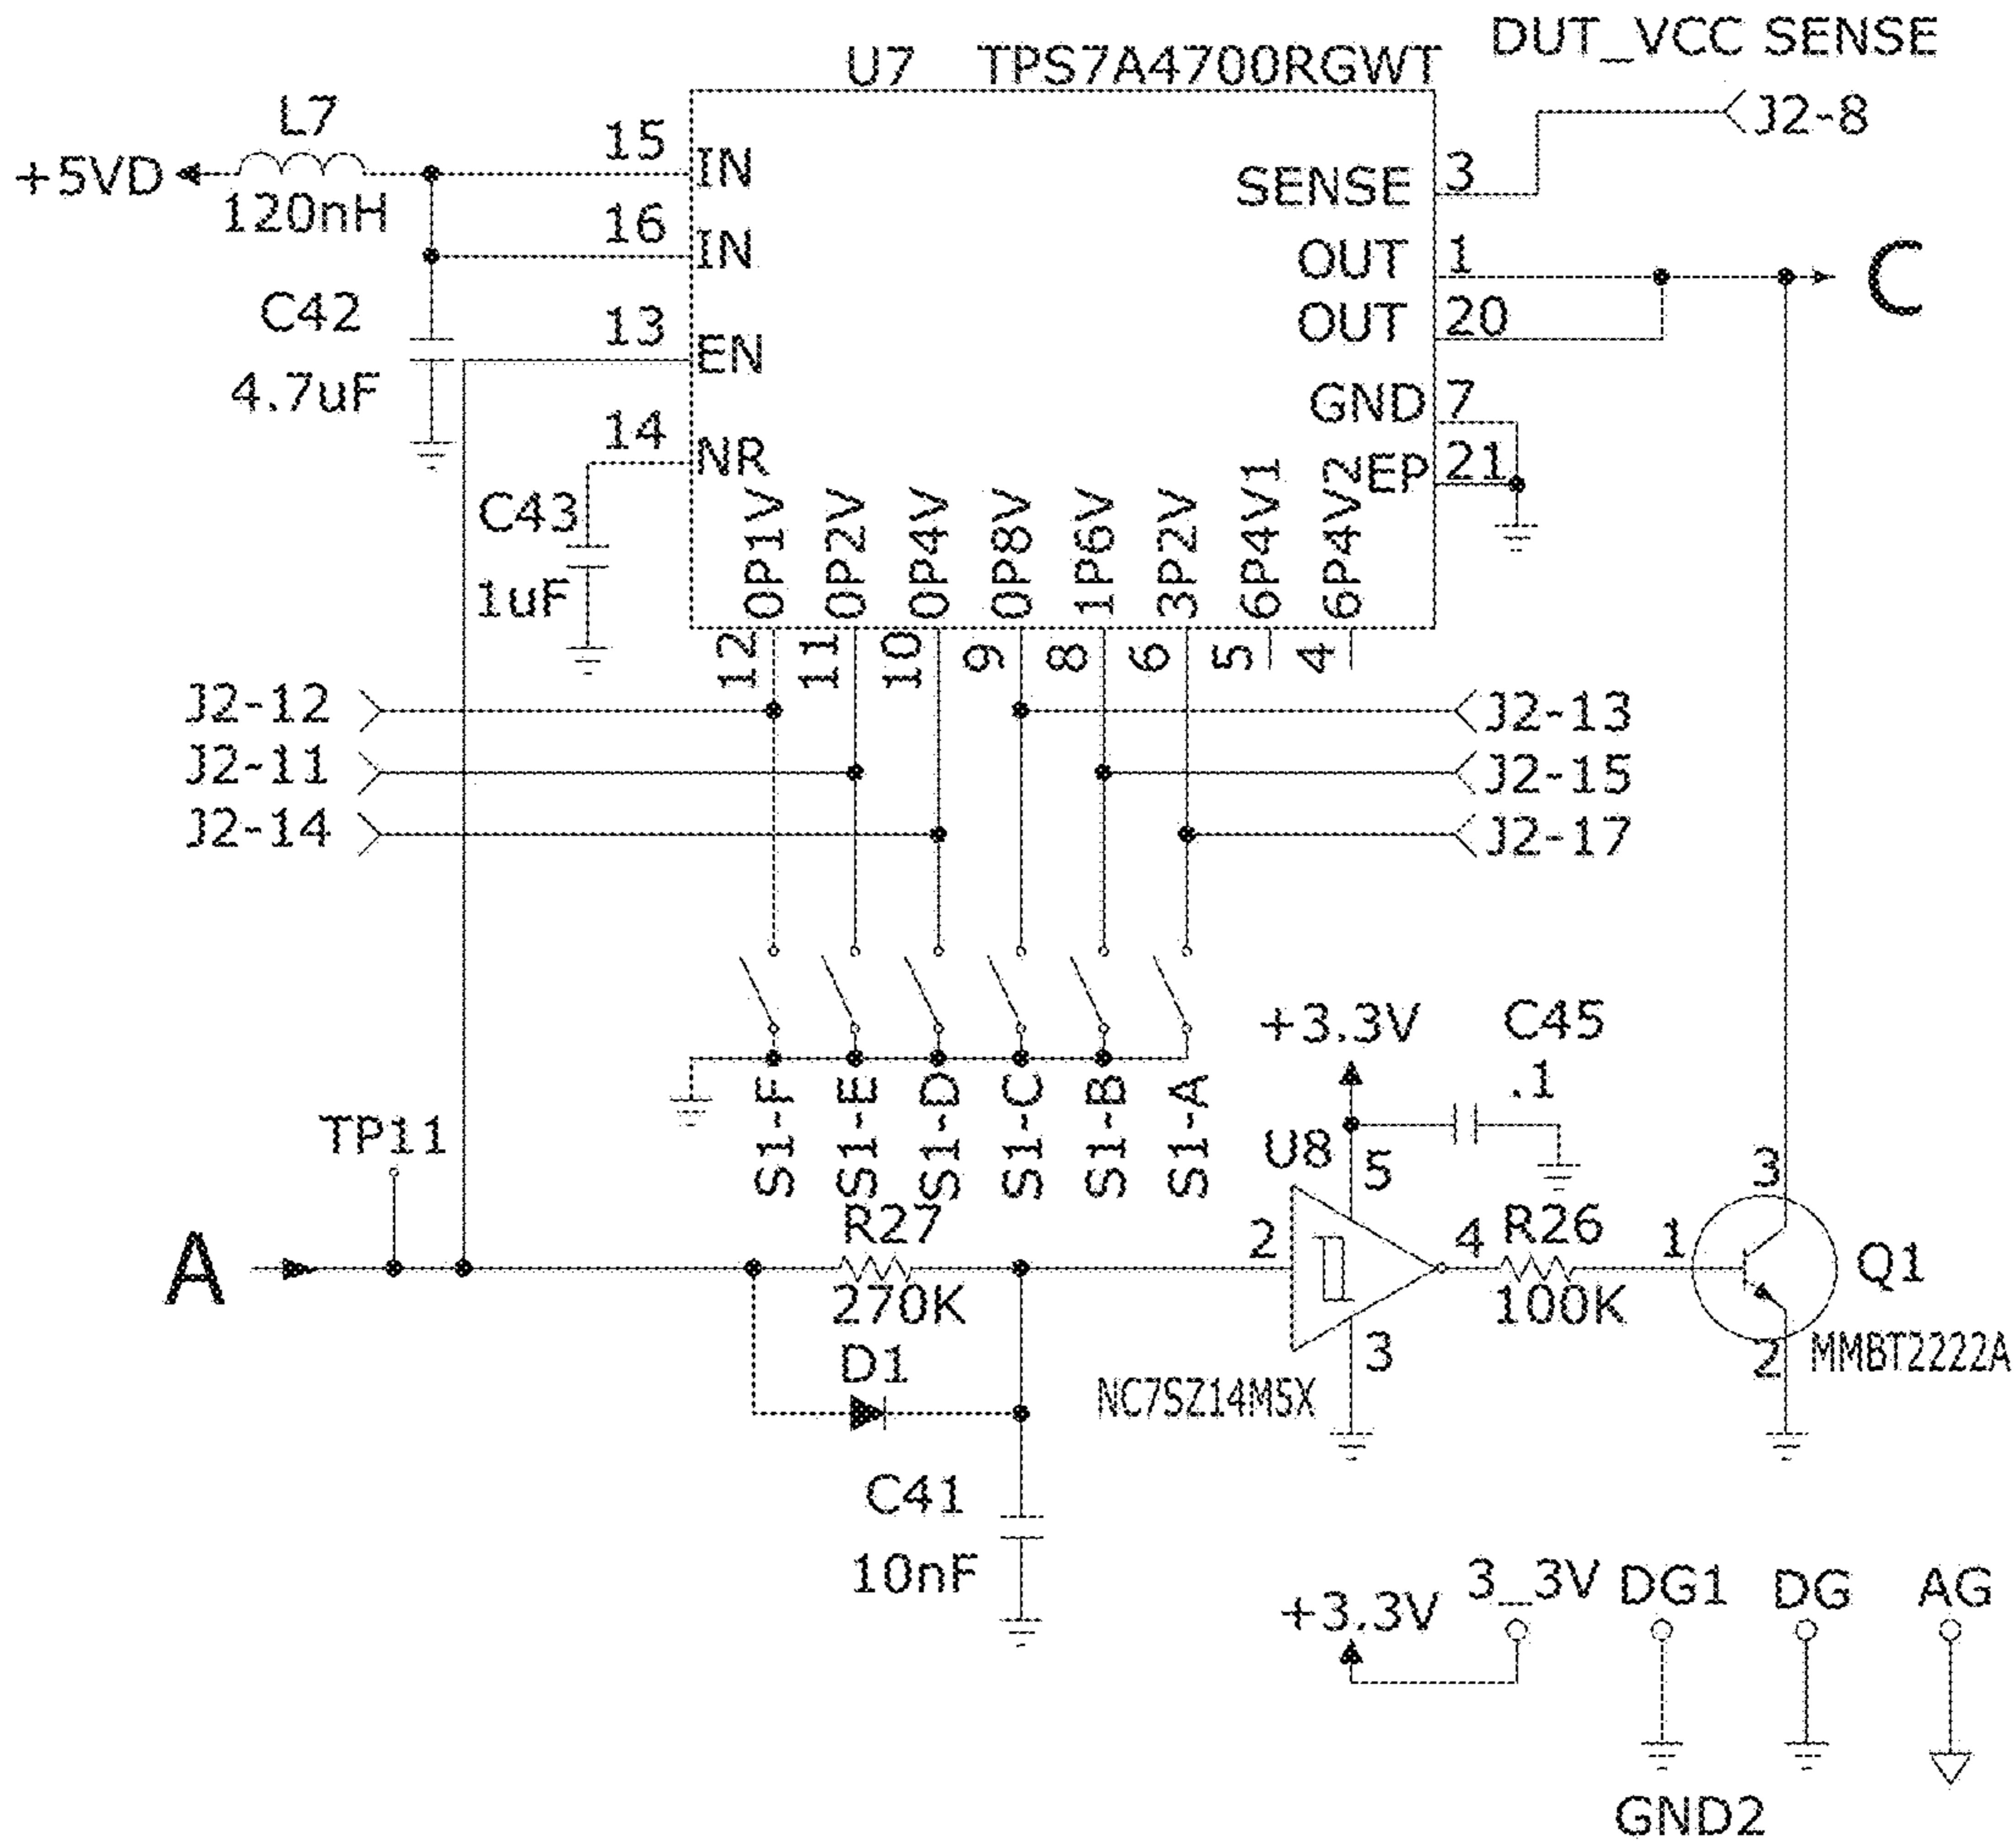 DUT_VCC SENSE
U7 TPS7A4700RGWT
J2-8
L7
+5VD
120nH
15
IN
16
IN
C42
4.7uF
13
EN
14
NR
C43
1uF
SENSE
3
OUT
1
OUT
20
C
GND
7
EP
21
0P1V
0P2V
0P4V
0P8V
1P6V
3P2V
6P4V1
6P4V2
12
11
10
9
8
6
5
4
J2-12
J2-11
J2-14
J2-13
J2-15
J2-17
S1-F
S1-E
S1-D
S1-C
S1-B
S1-A
+3.3V
C45
.1
TP11
A
R27
270K
D1
C41
10nF
U8
5
2
4
3
NC7SZ14M5X
R26
100K
1
3
2
Q1
MMBT2222A
+3.3V
3_3V
DG1
DG
AG
GND2